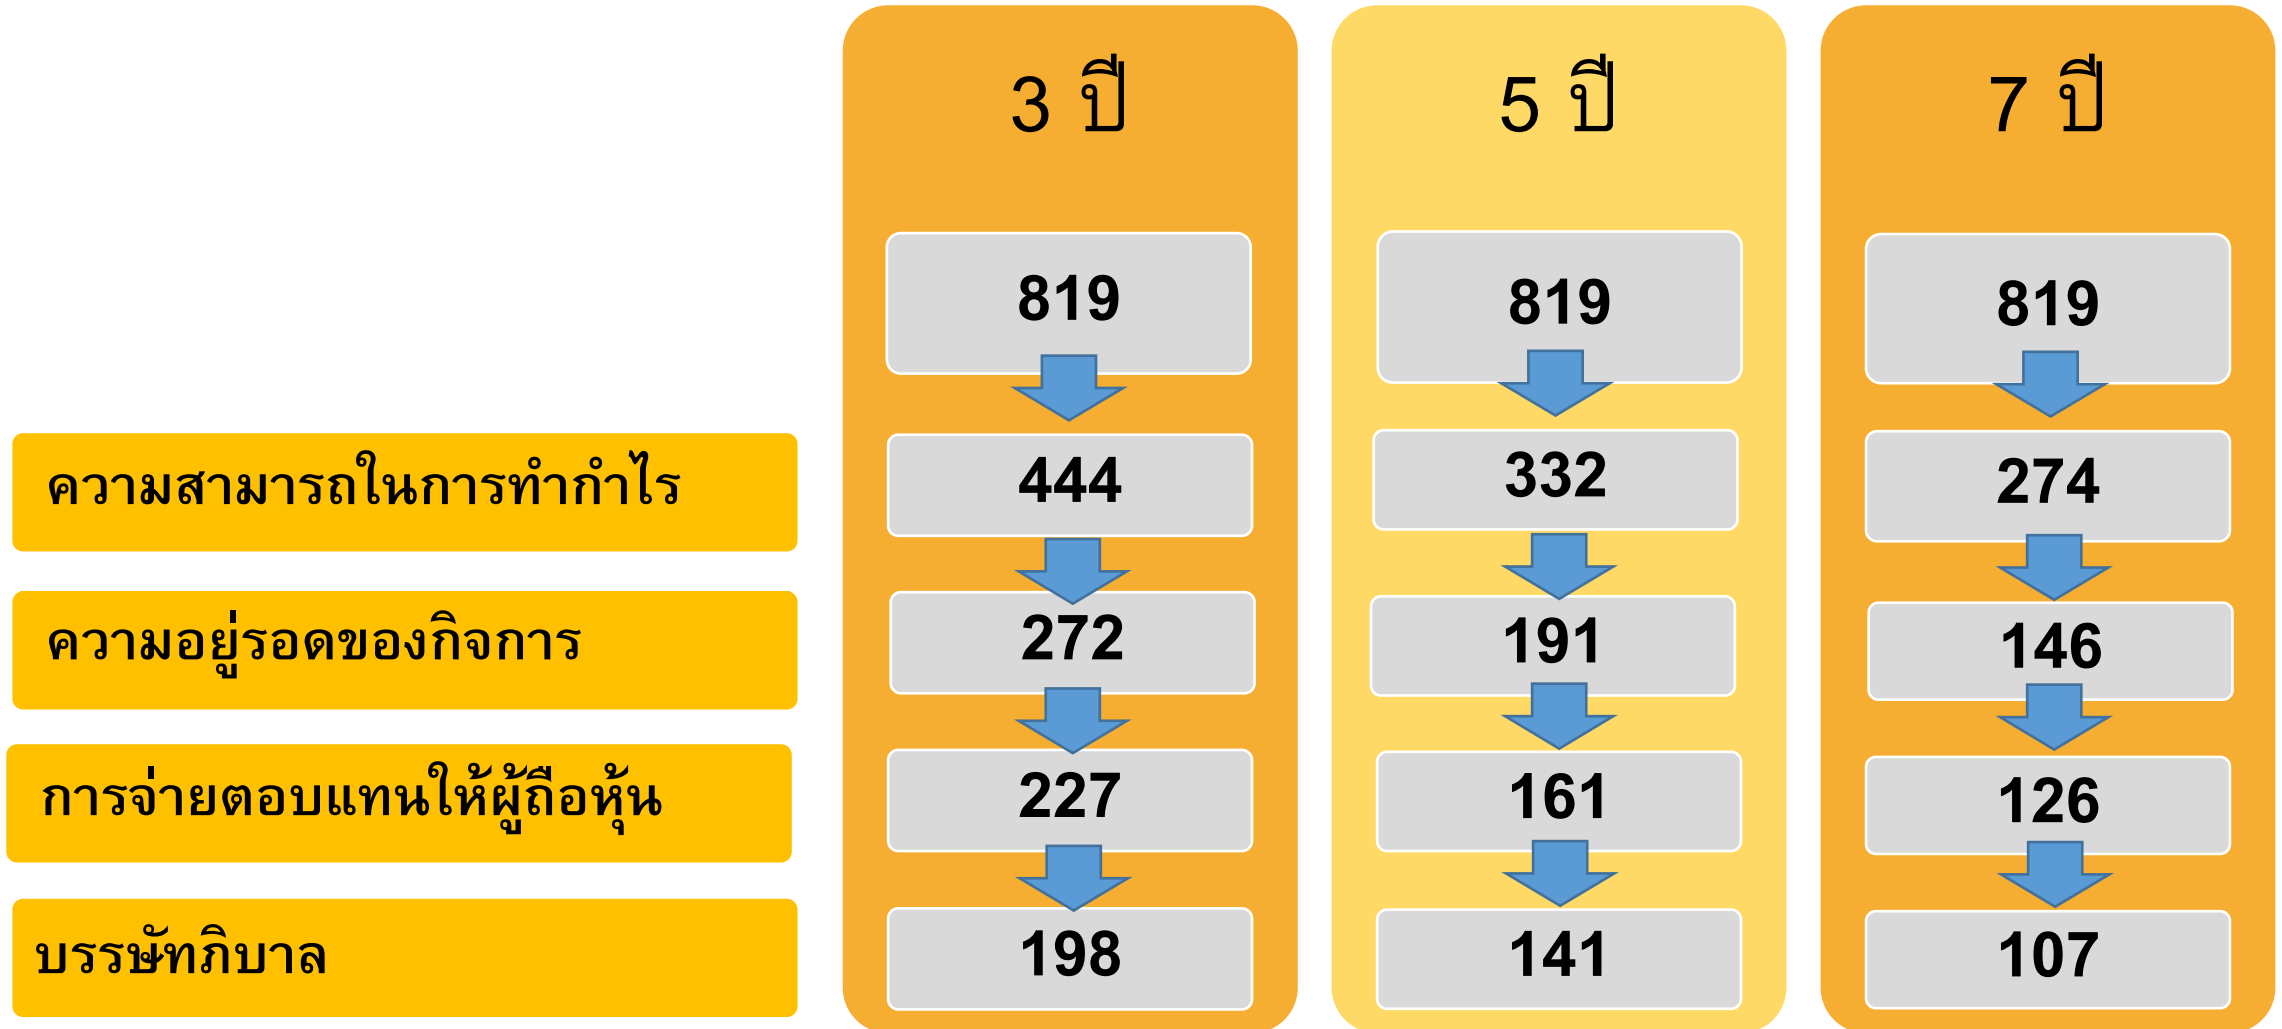 3 ปี 5 ปี 7 ปี
819 819 819
ความสามารถในการทำกำไร 444 332 274
ความอยู่รอดของกิจการ 272 191 146
การจ่ายตอบแทนให้ผู้ถือหุ้น 227 161 126
บรรษัทภิบาล 198 141 107